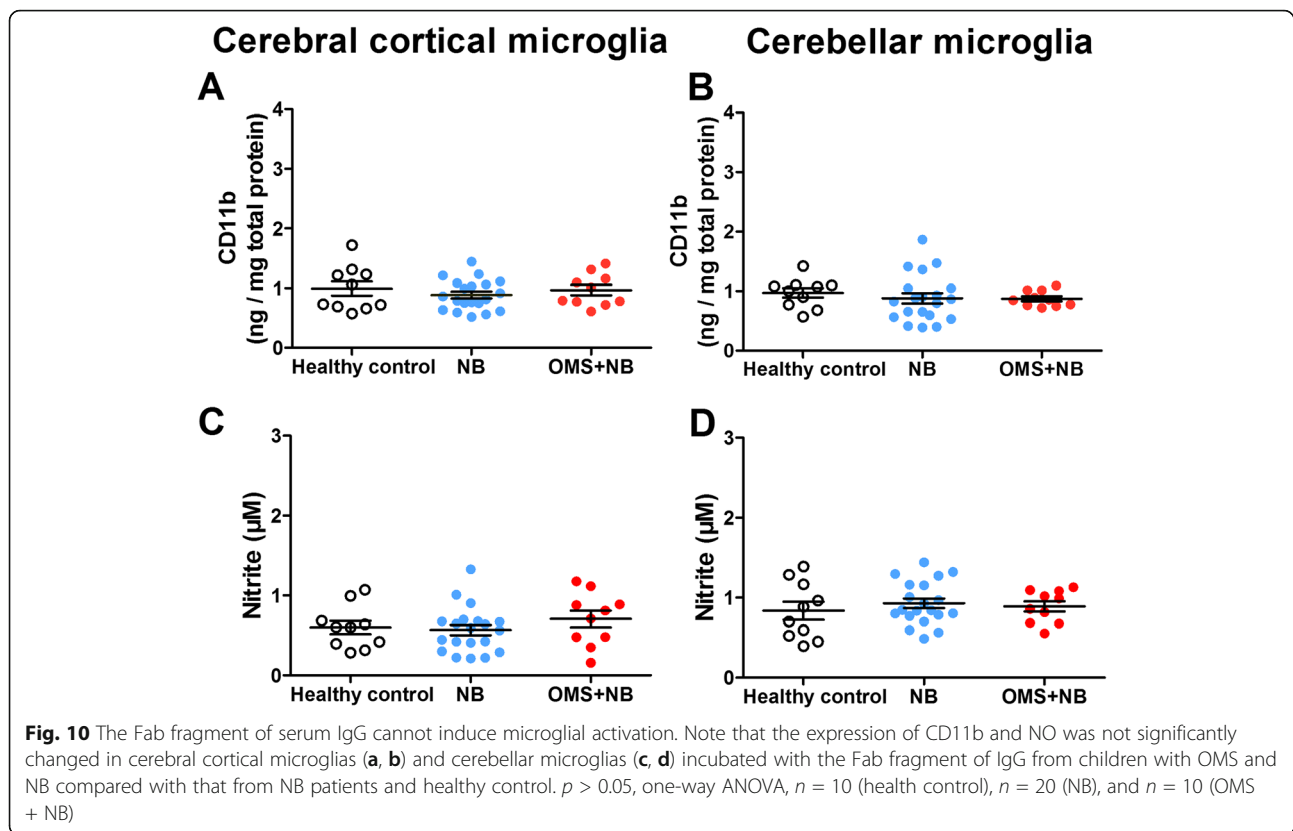 Cerebral cortical microglia
Cerebellar microglia
A
CD11b
(ng / mg total protein)
4
3
2
1
0
Healthy control
NB
OMS+NB
B
CD11b
(ng / mg total protein)
4
3
2
1
0
Healthy control
NB
OMS+NB
C
Nitrite (µM)
3
2
1
0
Healthy control
NB
OMS+NB
D
Nitrite (µM)
3
2
1
0
Healthy control
NB
OMS+NB
Fig. 10 The Fab fragment of serum IgG cannot induce microglial activation. Note that the expression of CD11b and NO was not significantly
changed in cerebral cortical microglias (a, b) and cerebellar microglias (c, d) incubated with the Fab fragment of IgG from children with OMS and
NB compared with that from NB patients and healthy control. p > 0.05, one-way ANOVA, n = 10 (health control), n = 20 (NB), and n = 10 (OMS
+ NB)